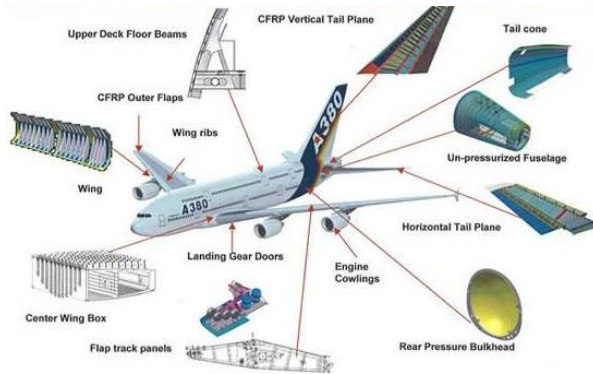 CFRP Vertical Tail Plane
Upper Deck Floor Beams
Tail cone
CFRP Outer Flaps
Wing ribs
A380
Un-pressurized Fuselage
Wing
A380
Horizontal Tail Plane
Landing Gear Doors
Engine
Cowlings
Center Wing Box
Flap track panels
Rear Pressure Bulkhead